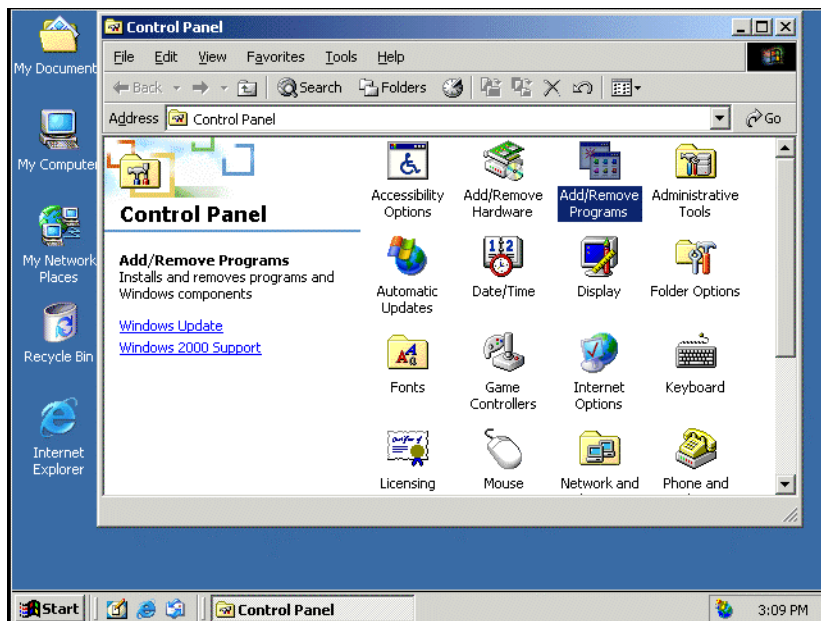 My Document
My Computer
My Network
Places
Recycle Bin
Internet
Explorer
Control Panel
File Edit View Favorites Tools Help
Back Search Folders
Address Control Panel Go
Control Panel
Add/Remove Programs
Installs and removes programs and
Windows components
Windows Update
Windows 2000 Support
Accessibility
Options
Add/Remove
Hardware
Add/Remove
Programs
Administrative
Tools
Automatic
Updates
Date/Time
Display
Folder Options
Fonts
Game
Controllers
Internet
Options
Keyboard
Licensing
Mouse
Network and
Phone and
Start Control Panel 3:09 PM